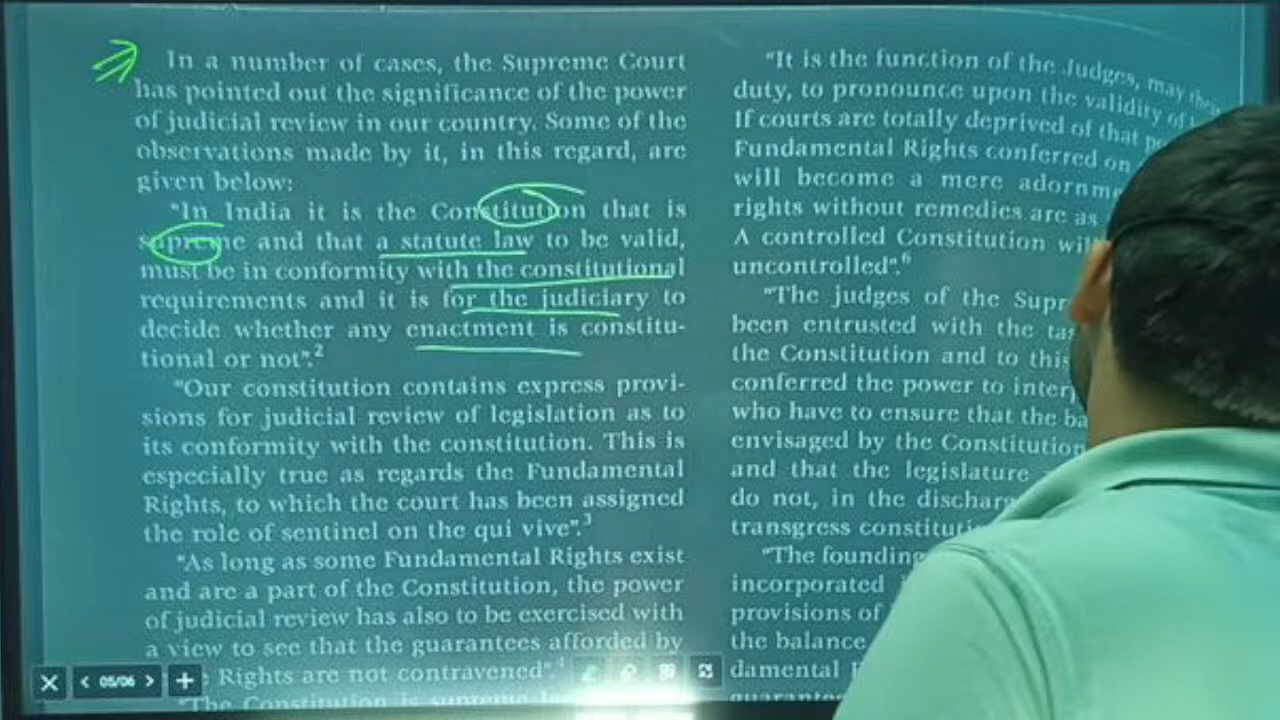 In a number of cases, the Supreme Court
has pointed out the significance of the power
of judicial review in our country. Some of the
observations made by it, in this regard, are
given below:
"In India it is the Constitution that is
supreme and that a statute law to be valid,
must be in conformity with the constitutional
requirements and it is for the judiciary to
decide whether any enactment is constitu-
tional or not".2
"Our constitution contains express provi-
sions for judicial review of legislation as to
its conformity with the constitution. This is
especially true as regards the Fundamental
Rights, to which the court has been assigned
the role of sentinel on the qui vive".3
"As long as some Fundamental Rights exist
and are a part of the Constitution, the power
of judicial review has also to be exercised with
a view to see that the guarantees afforded by
Rights are not contravened".4
"The Constitution is supreme
"It is the function of the Judges, may
duty, to pronounce upon the validity of
If courts are totally deprived of that
Fundamental Rights conferred on
will become a mere
rights without remedies are as
A controlled Constitution
uncontrolled".6
"The judges of the
been entrusted with the
the Constitution and to this
conferred the power to
who have to ensure that the
envisaged by the Constitution
and that the legislature
do not, in the
transgress
"The founding
incorporated
provisions of
the balance
05/06